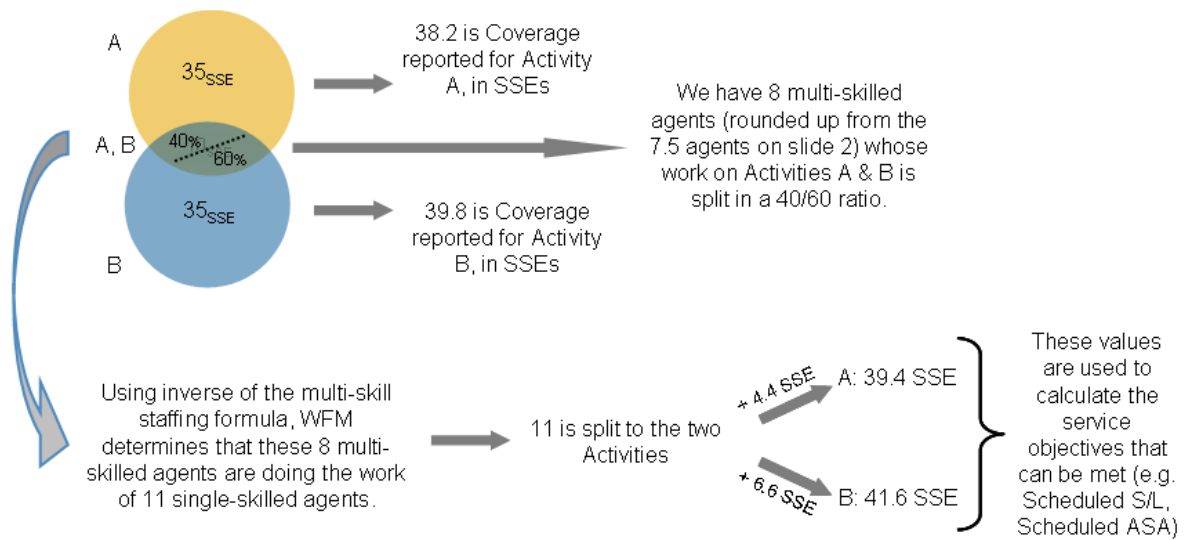 A
35SSE
38.2 is Coverage
reported for Activity
A, in SSEs
We have 8 multi-skilled
agents (rounded up from the
7.5 agents on slide 2) whose
work on Activities A & B is
split in a 40/60 ratio.
A, B
40%
60%
35SSE
39.8 is Coverage
reported for Activity
B, in SSEs
B
Using inverse of the multi-skill
staffing formula, WFM
determines that these 8 multi-
skilled agents are doing the work
of 11 single-skilled agents.
11 is split to the two
Activities
+ 4.4 SSE
A: 39.4 SSE
+ 6.6 SSE
B: 41.6 SSE
These values
are used to
calculate the
service
objectives that
can be met (e.g.
Scheduled S/L,
Scheduled ASA)